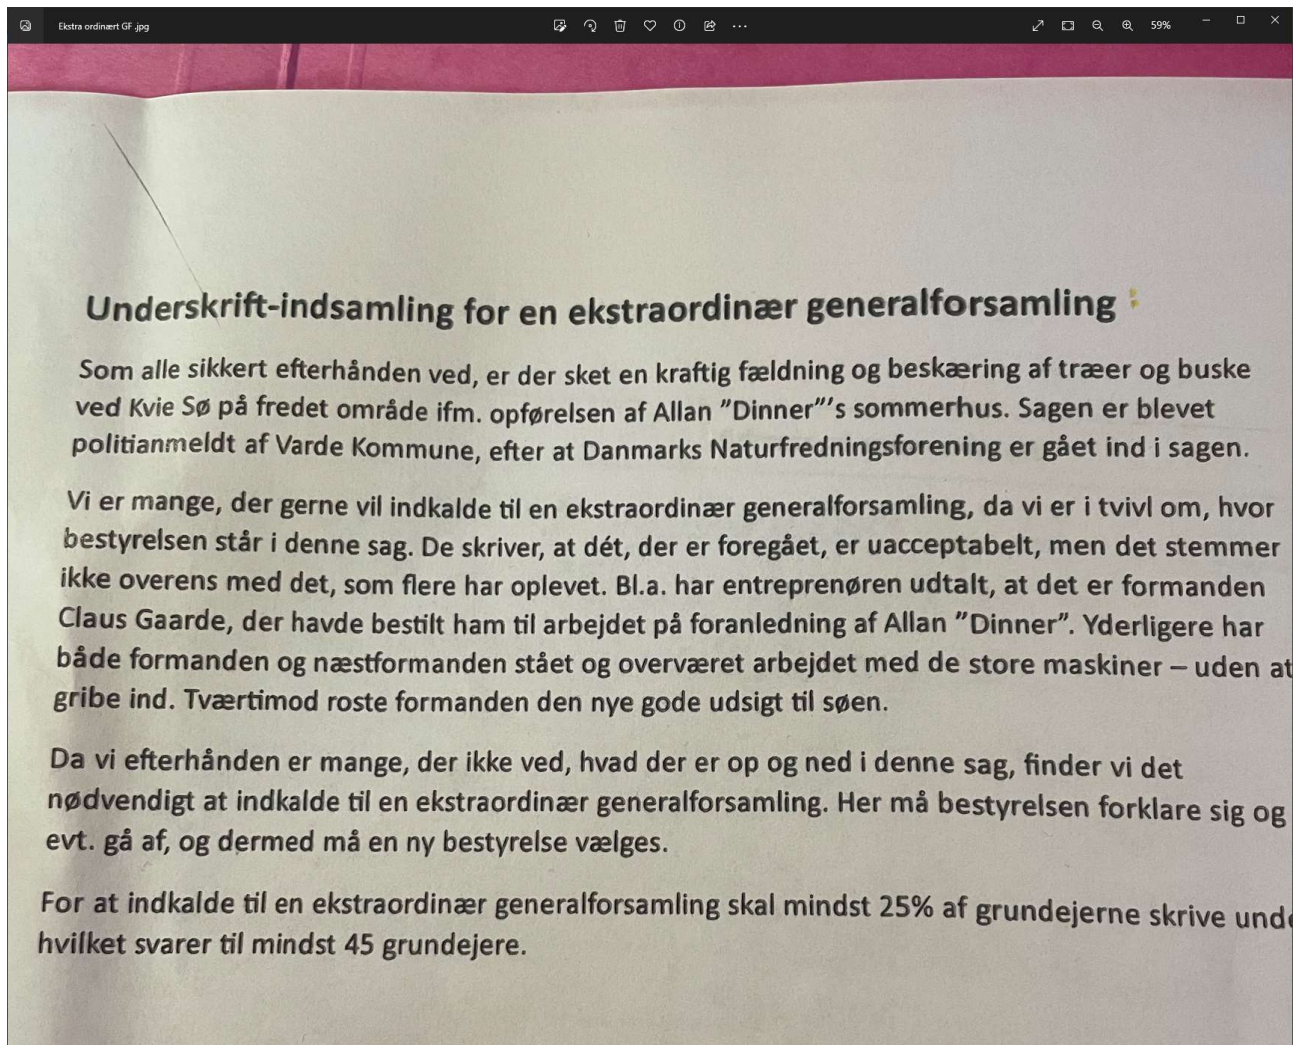 Ekstra ordinært GF .jpg
59%
Underskrift-indsamling for en ekstraordinær generalforsamling :
Som alle sikkert efterhånden ved, er der sket en kraftig fældning og beskæring af træer og buske
ved Kvie Sø på fredet område ifm. opførelsen af Allan ”Dinner”’s sommerhus. Sagen er blevet
politianmeldt af Varde Kommune, efter at Danmarks Naturfredningsforening er gået ind i sagen.
Vi er mange, der gerne vil indkalde til en ekstraordinær generalforsamling, da vi er i tvivl om, hvor
bestyrelsen står i denne sag. De skriver, at dét, der er foregået, er uacceptabelt, men det stemmer
ikke overens med det, som flere har oplevet. Bl.a. har entreprenøren udtalt, at det er formanden
Claus Gaarde, der havde bestilt ham til arbejdet på foranledning af Allan ”Dinner”. Yderligere har
både formanden og næstformanden stået og overværet arbejdet med de store maskiner – uden at
gribe ind. Tværtimod roste formanden den nye gode udsigt til søen.
Da vi efterhånden er mange, der ikke ved, hvad der er op og ned i denne sag, finder vi det
nødvendigt at indkalde til en ekstraordinær generalforsamling. Her må bestyrelsen forklare sig og
evt. gå af, og dermed må en ny bestyrelse vælges.
For at indkalde til en ekstraordinær generalforsamling skal mindst 25% af grundejerne skrive
hvilket svarer til mindst 45 grundejere.